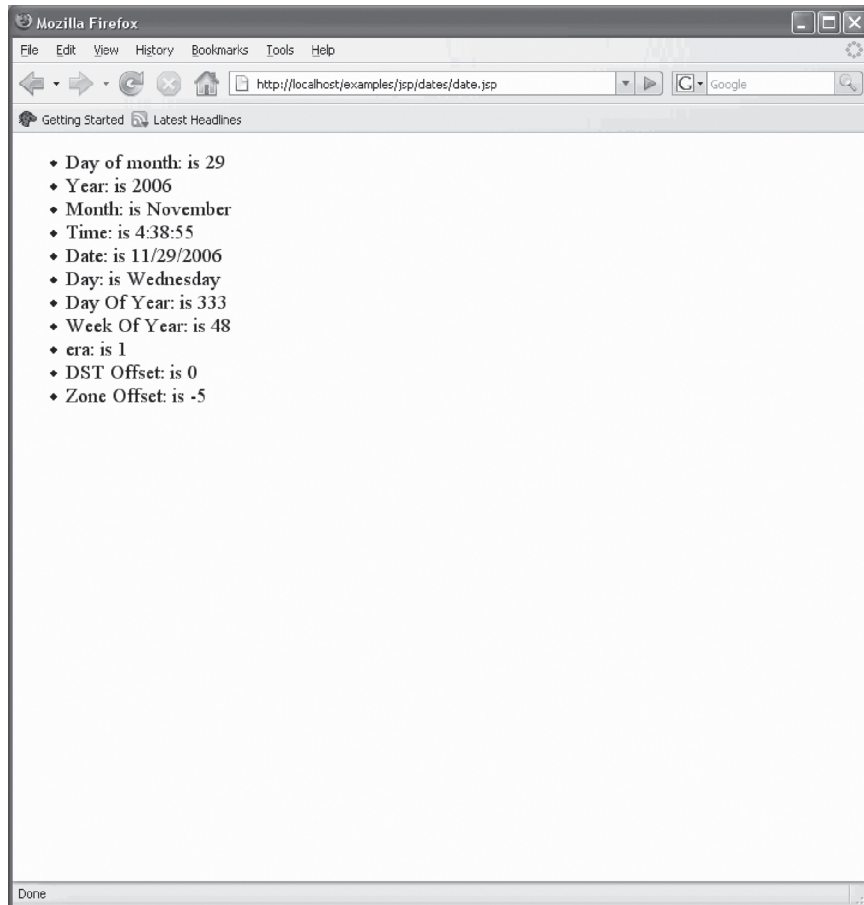 Mozilla Firefox
File Edit View History Bookmarks Tools Help
http://localhost/examples/jsp/dates/date.jsp G Google
Getting Started Latest Headlines
Day of month: is 29
Year: is 2006
Month: is November
Time: is 4:38:55
Date: is 11/29/2006
Day: is Wednesday
Day Of Year: is 333
Week Of Year: is 48
era: is 1
DST Offset: is 0
Zone Offset: is -5
Done